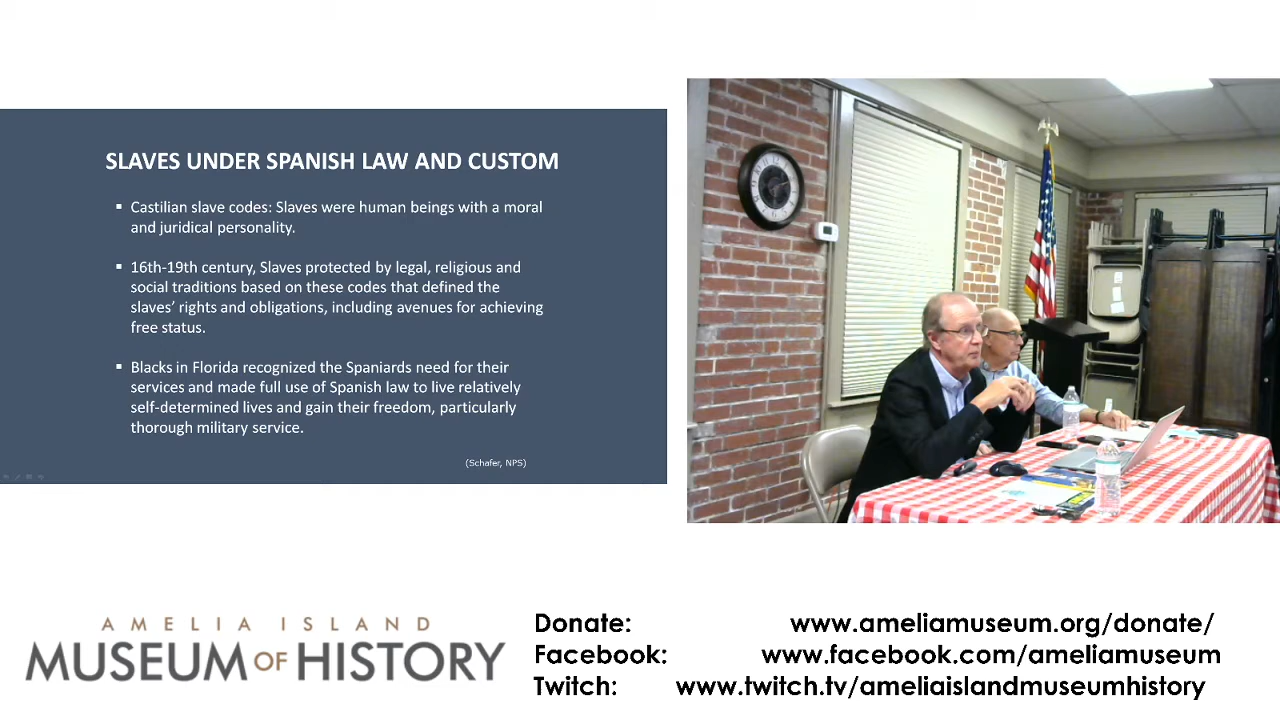 SLAVES UNDER SPANISH LAW AND CUSTOM
▪ Castilian slave codes: Slaves were human beings with a moral
and juridical personality.
▪ 16th-19th century, Slaves protected by legal, religious and
social traditions based on these codes that defined the
slaves' rights and obligations, including avenues for achieving
free status.
▪ Blacks in Florida recognized the Spaniards need for their
services and made full use of Spanish law to live relatively
self-determined lives and gain their freedom, particularly
thorough military service.
(Schafer, NPS)
AMELIA ISLAND
MUSEUM OF HISTORY
Donate: www.ameliamuseum.org/donate/
Facebook: www.facebook.com/ameliamuseum
Twitch: www.twitch.tv/ameliaislandmuseumhistory